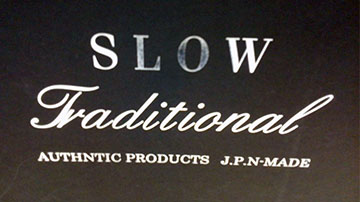 SLOW
Traditional
AUTHNTIC PRODUCTS J.P.N-MADE